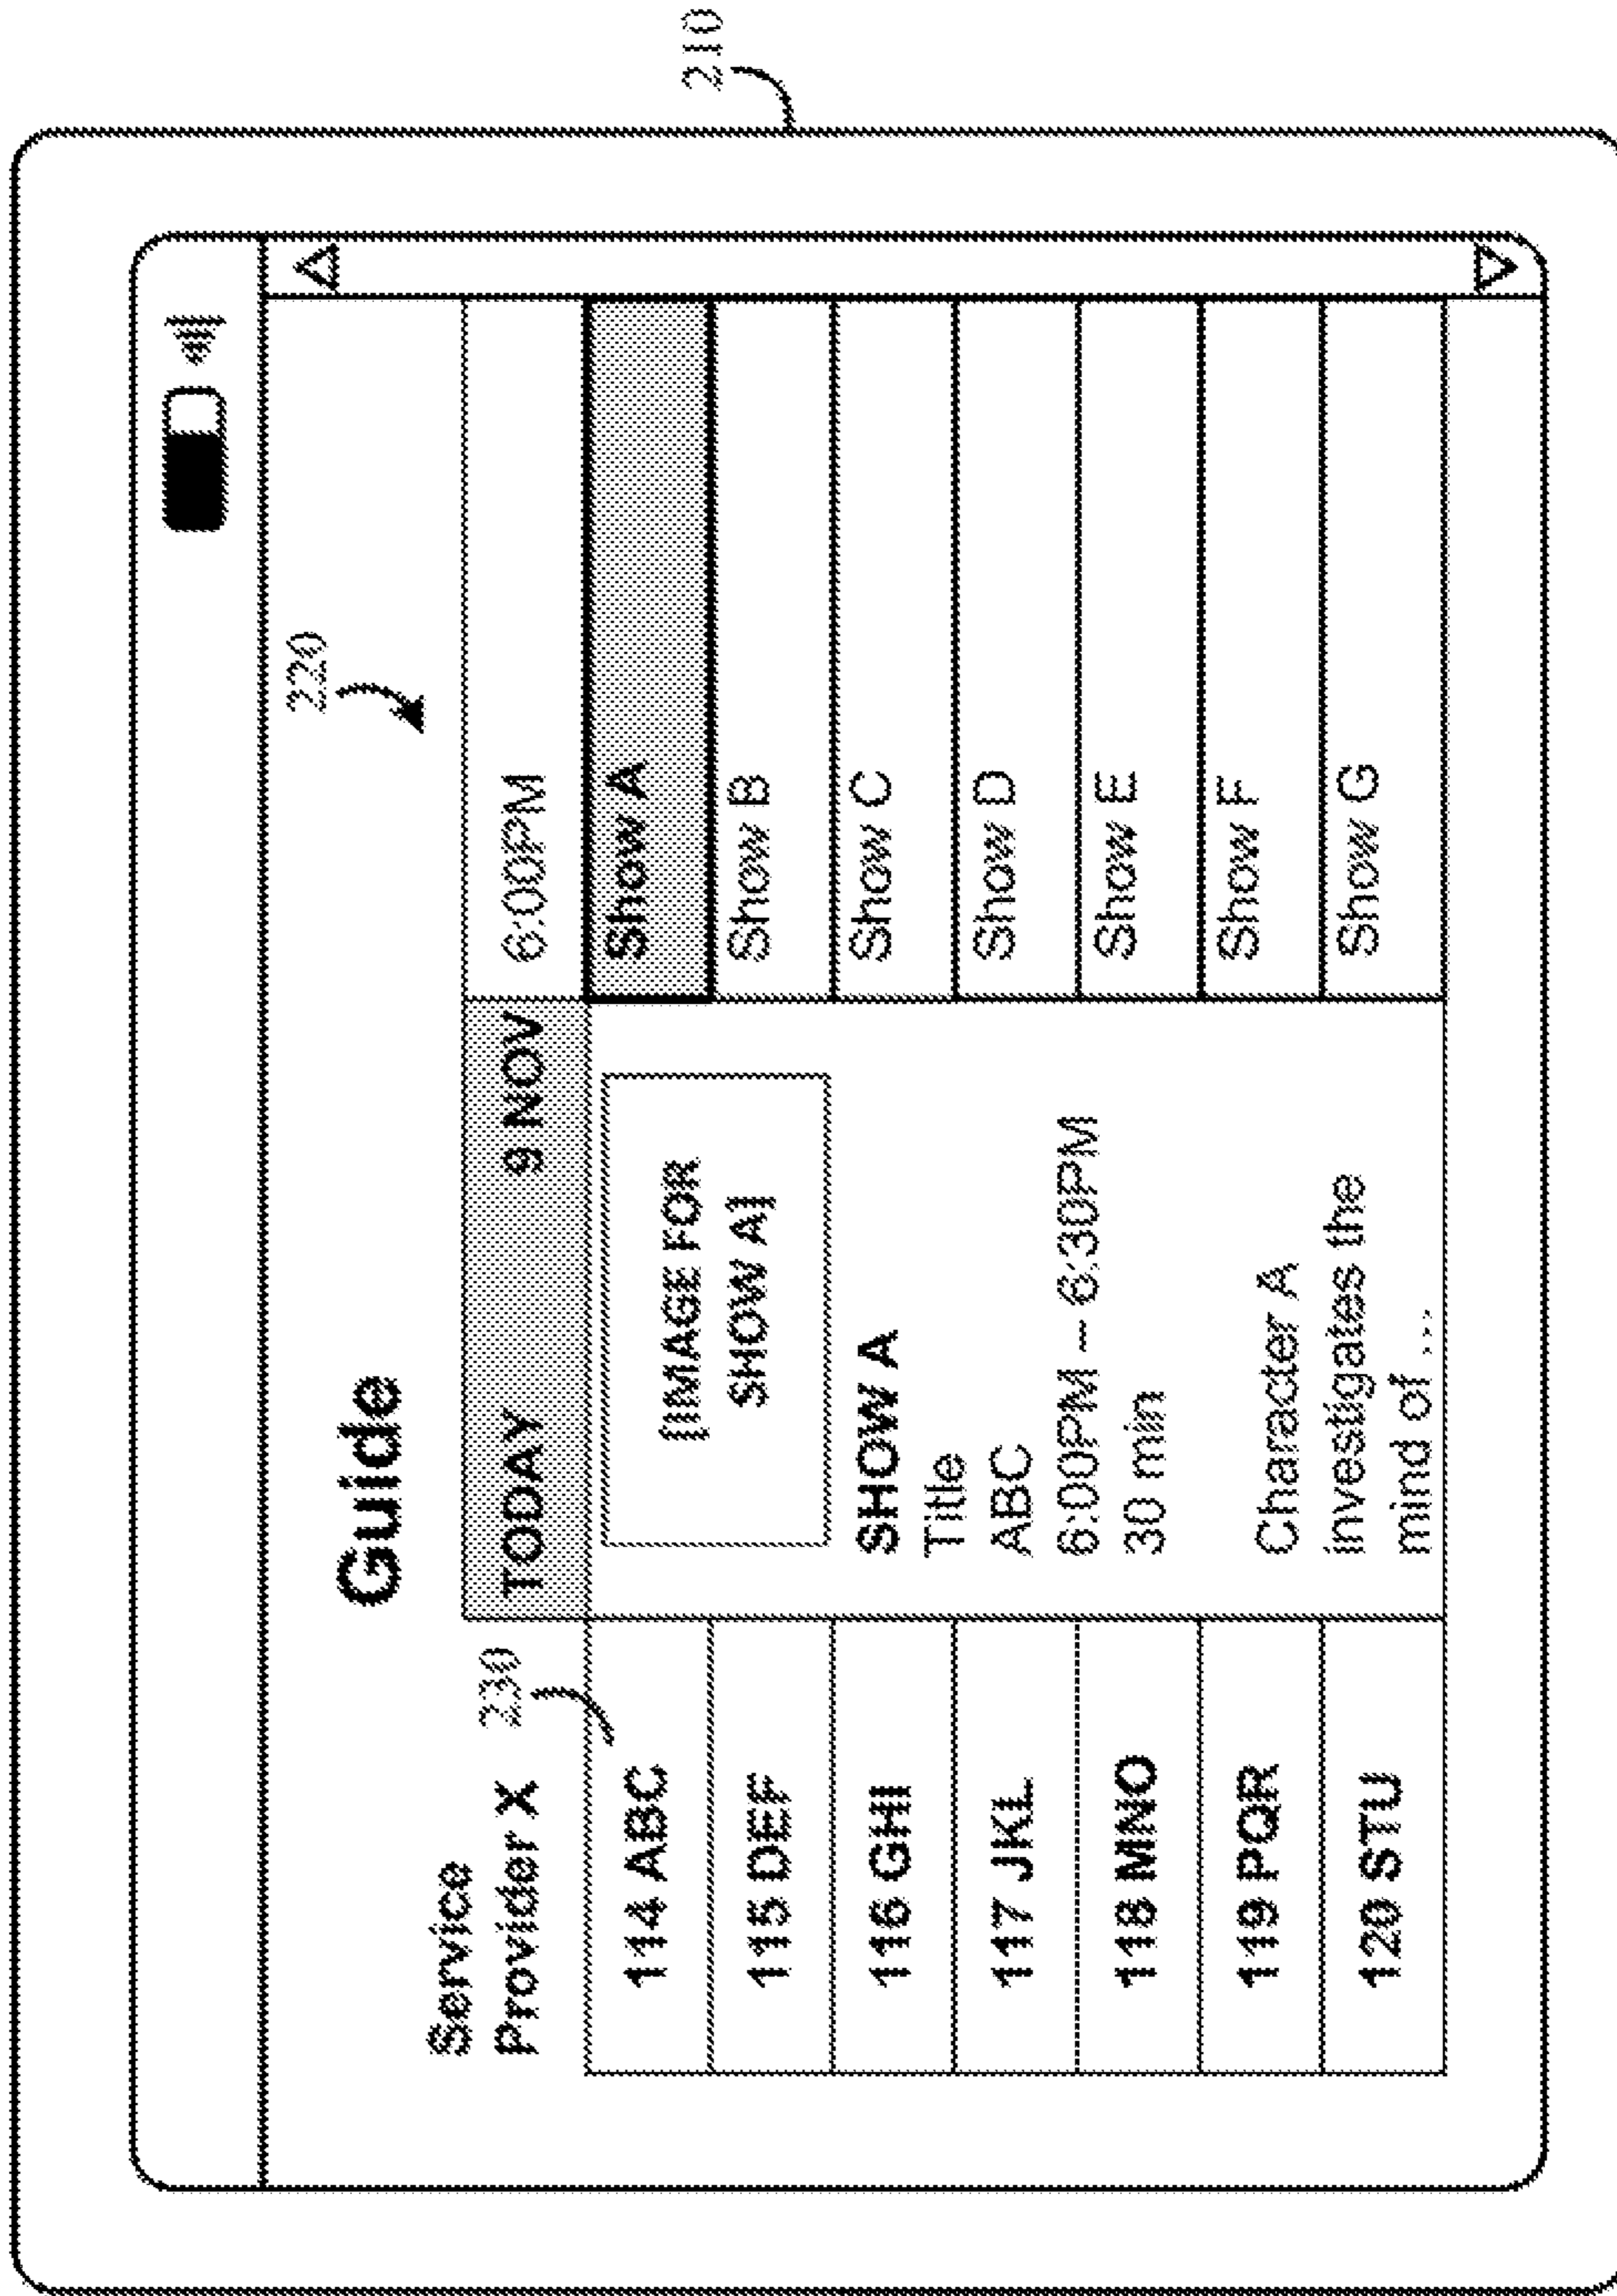 210
220
Guide
Service
Provider X
230
TODAY 9 NOV 6:00PM
114 ABC
115 DEF
116 GHI
117 JKL
118 MNO
119 PQR
120 STU
[IMAGE FOR
SHOW A]
SHOW A
Title
ABC
6:00PM – 6:30PM
30 min
Character A
investigates the
mind of ...
Show A
Show B
Show C
Show D
Show E
Show F
Show G